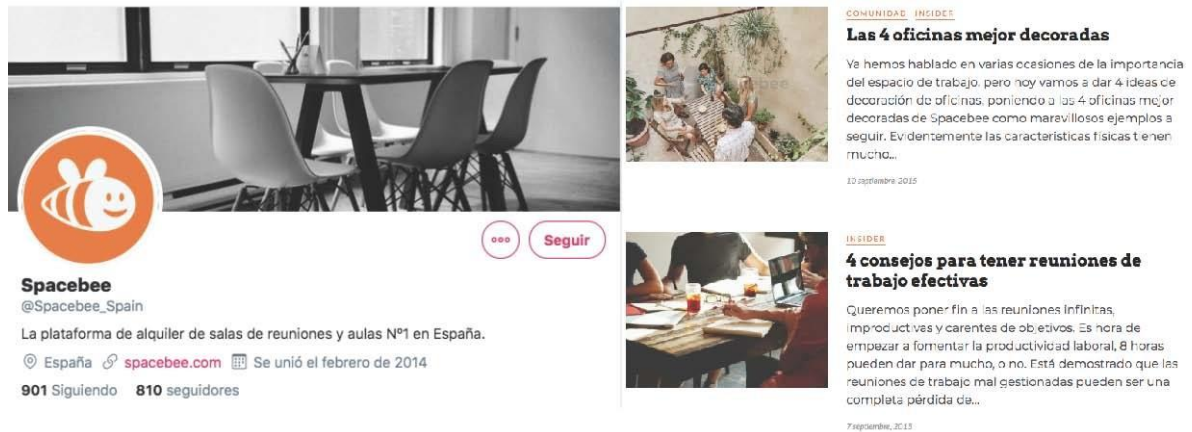 Seguir
Spacebee
@Spacebee_Spain
La plataforma de alquiler de salas de reuniones y aulas Nº1 en España.
España spacebee.com Se unió el febrero de 2014
901 Siguiendo 810 seguidores
COMUNIDAD INSIDER
Las 4 oficinas mejor decoradas
Ya hemos hablado en varias ocasiones de la importancia
del espacio de trabajo, pero hoy vamos a dar 4 ideas de
decoración de oficinas, poniendo a las 4 oficinas mejor
decoradas de Spacebee como maravillosos ejemplos a
seguir. Evidentemente las características físicas tienen
mucho...
10 septiembre, 2015
INSIDER
4 consejos para tener reuniones de
trabajo efectivas
Queremos poner fin a las reuniones infinitas,
improductivas y carentes de objetivos. Es hora de
empezar a fomentar la productividad laboral, 8 horas
pueden dar para mucho, o no. Está demostrado que las
reuniones de trabajo mal gestionadas pueden ser una
completa pérdida de...
7 septiembre, 2015